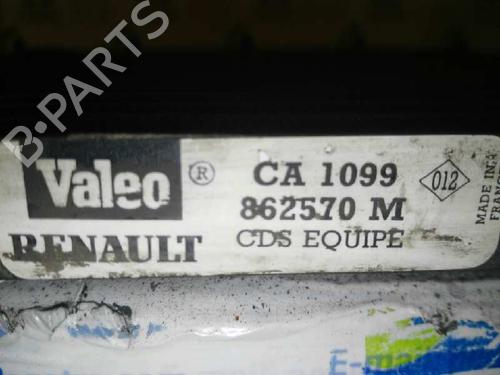 B-PARTS
Valeo ®
CA 1099
862570 M
012
MADE IN
FRANCE
RENAULT
CDS EQUIPE